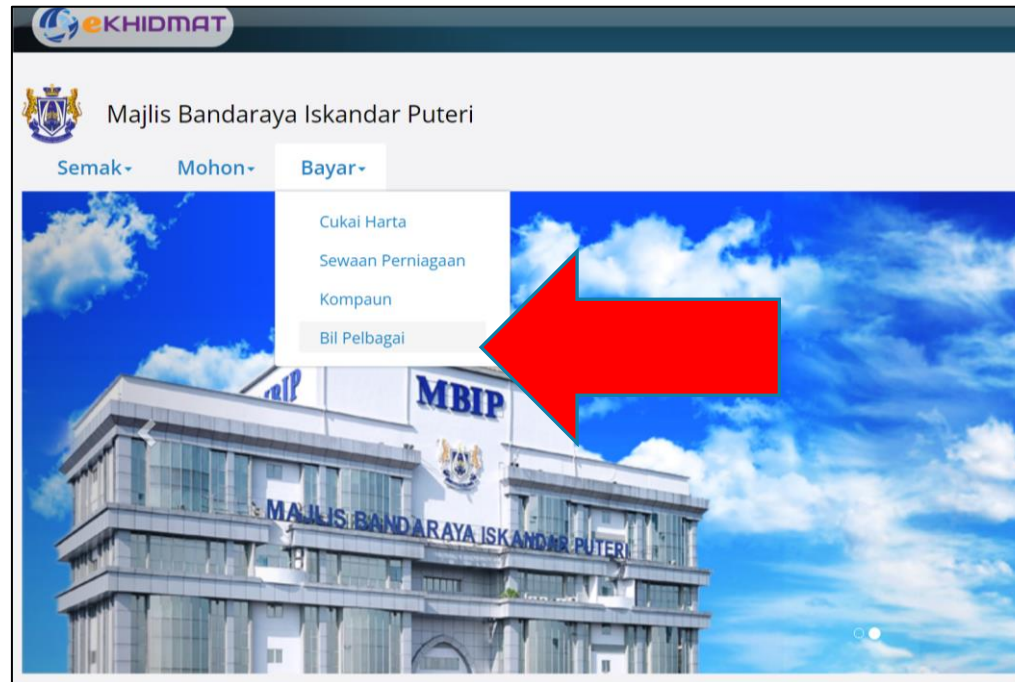 eKHIDMAT
Majlis Bandaraya Iskandar Puteri
Semak
Mohon
Bayar
Cukai Harta
Sewaan Perniagaan
Kompaun
Bil Pelbagai
MBIP
MAJLIS BANDARAYA ISKANDAR PUTERI